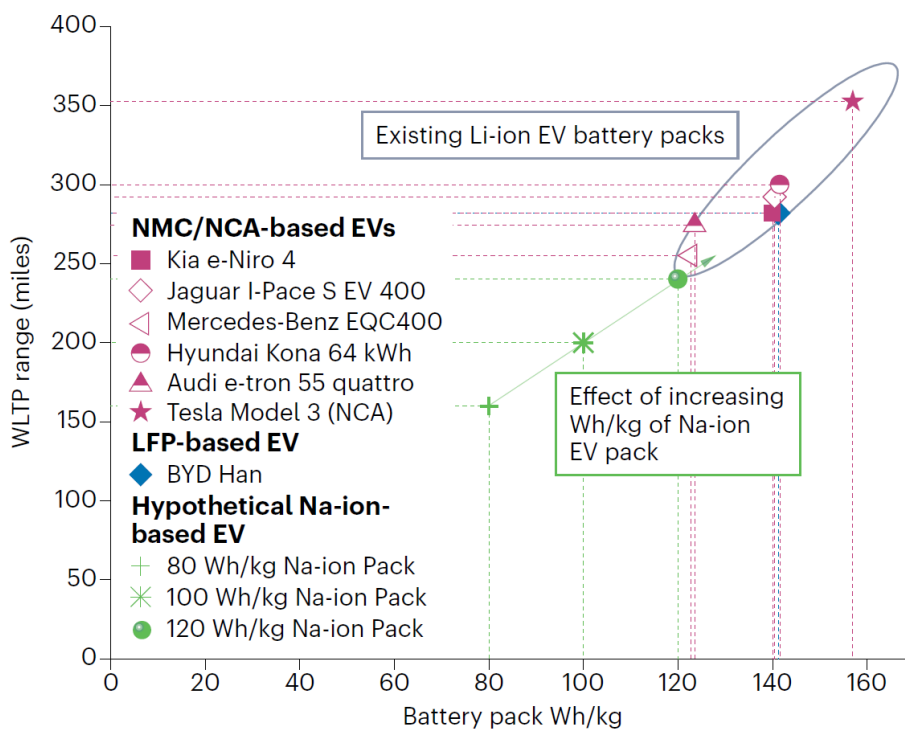 400
350
300
250
200
150
100
50
0
WLTP range (miles)
Existing Li-ion EV battery packs
NMC/NCA-based EVs
Kia e-Niro 4
Jaguar I-Pace S EV 400
Mercedes-Benz EQC400
Hyundai Kona 64 kWh
Audi e-tron 55 quattro
Tesla Model 3 (NCA)
LFP-based EV
BYD Han
Hypothetical Na-ion-
based EV
80 Wh/kg Na-ion Pack
100 Wh/kg Na-ion Pack
120 Wh/kg Na-ion Pack
Effect of increasing
Wh/kg of Na-ion
EV pack
0 20 40 60 80 100 120 140 160
Battery pack Wh/kg